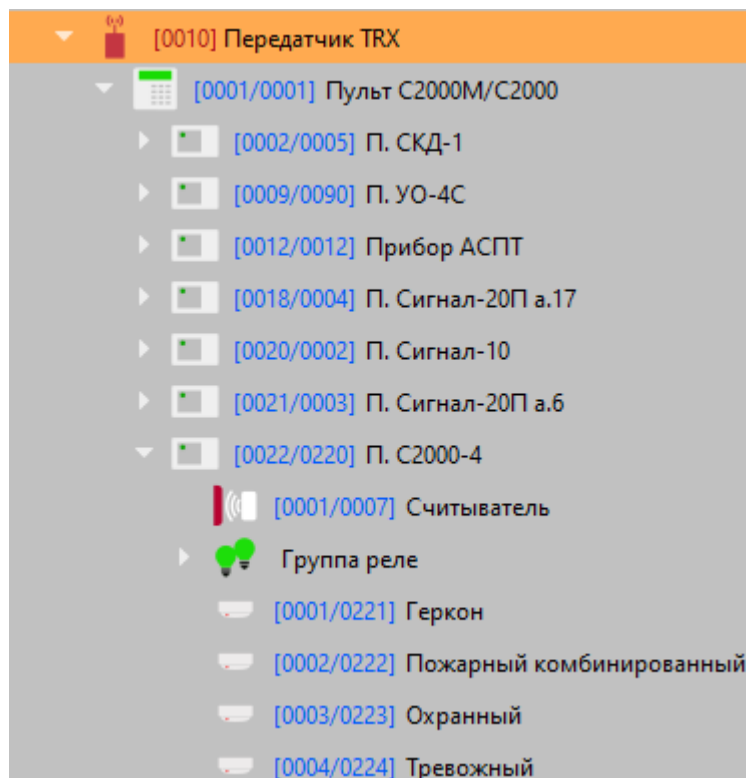 [0010] Передатчик TRX
[0001/0001] Пульт С2000М/С2000
[0002/0005] П. СКД-1
[0009/0090] П. УО-4С
[0012/0012] Прибор АСПТ
[0018/0004] П. Сигнал-20П а.17
[0020/0002] П. Сигнал-10
[0021/0003] П. Сигнал-20П а.6
[0022/0220] П. С2000-4
[0001/0007] Считыватель
Группа реле
[0001/0221] Геркон
[0002/0222] Пожарный комбинированный
[0003/0223] Охранный
[0004/0224] Тревожный